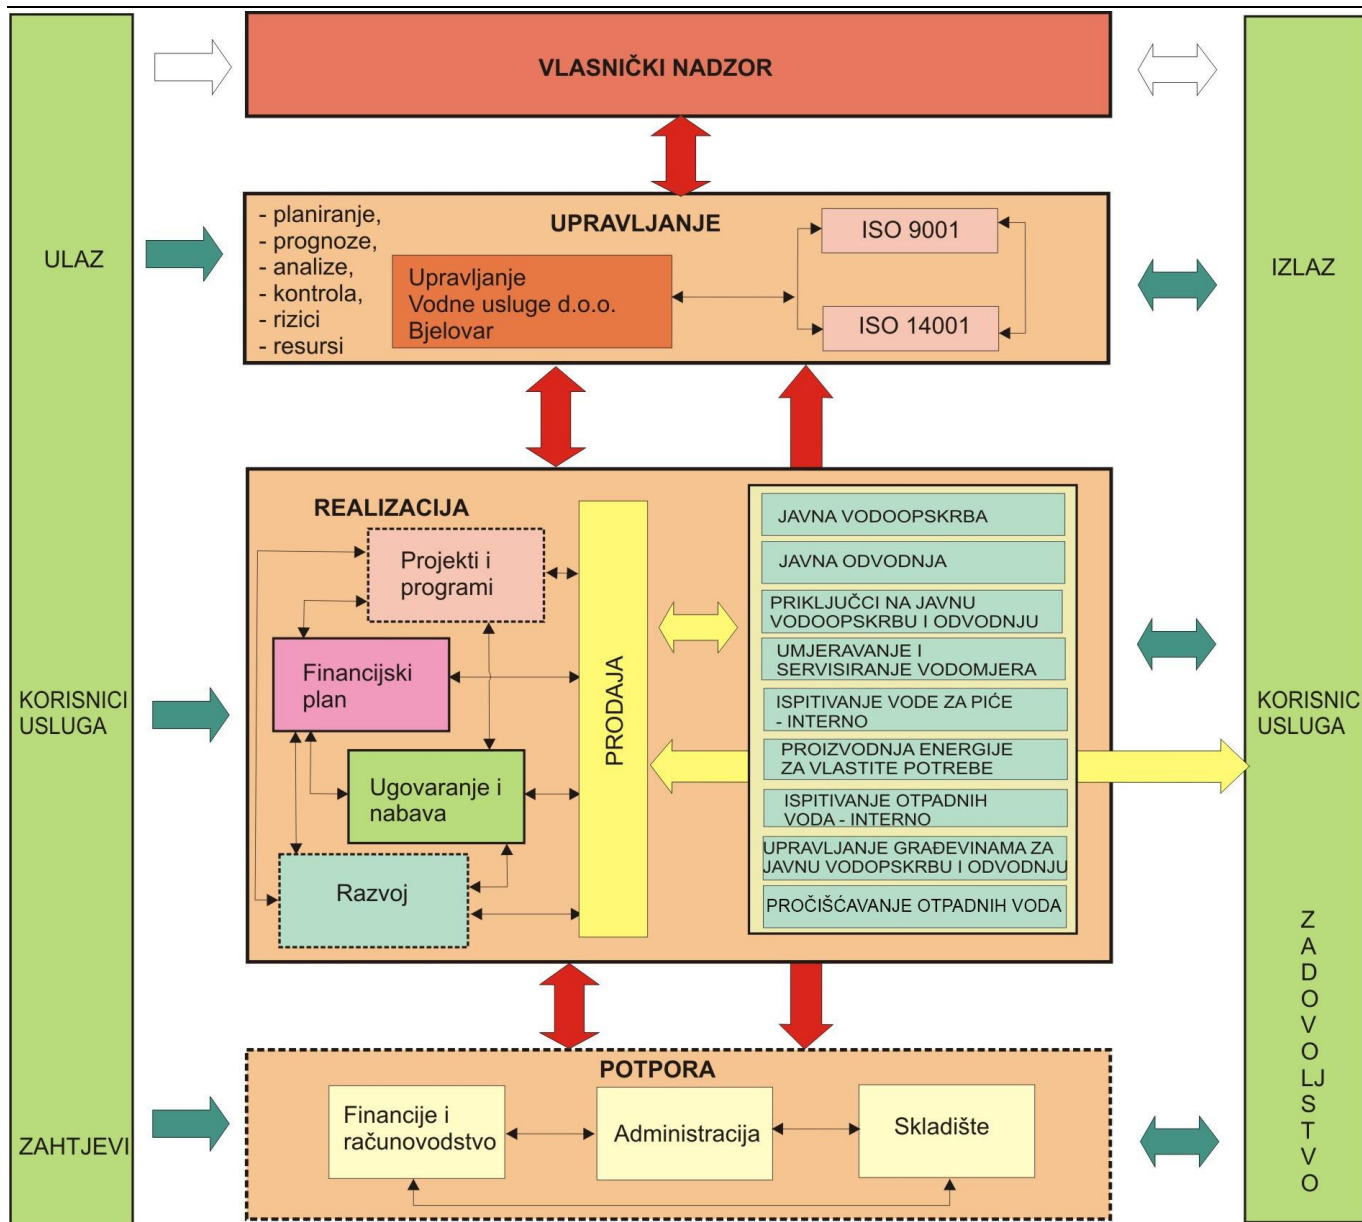 VLASNIČKI NADZOR
ULAZ
KORISNICI
USLUGA
ZAHTJEVI
- planiranje,
- prognoze,
- analize,
- kontrola,
- rizici
- resursi
UPRAVLJANJE
Upravljanje
Vodne usluge d.o.o.
Bjelovar
ISO 9001
ISO 14001
REALIZACIJA
Projekti i
programi
Financijski
plan
Ugovaranje i
nabava
Razvoj
PRODAJA
JAVNA VODOOPSKRBA
JAVNA ODVODNJA
PRIKLJUČCI NA JAVNU
VODOOPSKRBU I ODVODNJU
UMJERAVANJE I
SERVISIRANJE VODOMJERA
ISPITIVANJE VODE ZA PIĆE
- INTERNO
PROIZVODNJA ENERGIJE
ZA VLASTITE POTREBE
ISPITIVANJE OTPADNIH
VODA - INTERNO
UPRAVLJANJE GRAĐEVINAMA ZA
JAVNU VODOPSKRBU I ODVODNJU
PROČIŠĆAVANJE OTPADNIH VODA
POTPORA
Financije i
računovodstvo
Administracija
Skladište
IZLAZ
KORISNIC
USLUGA
Z
A
D
O
V
O
LJ
S
T
V
O